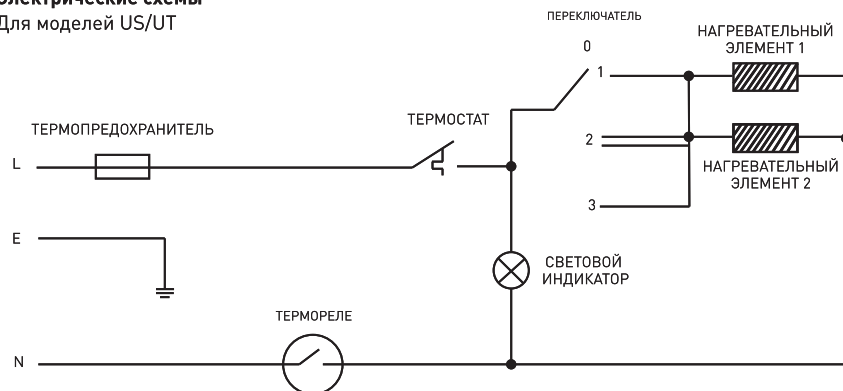 Электрические схемы
Для моделей US/UT
ПЕРЕКЛЮЧАТЕЛЬ
0
1
НАГРЕВАТЕЛЬНЫЙ
ЭЛЕМЕНТ 1
ТЕРМОПРЕДОХРАНИТЕЛЬ
ТЕРМОСТАТ
L
2
НАГРЕВАТЕЛЬНЫЙ
ЭЛЕМЕНТ 2
3
E
СВЕТОВОЙ
ИНДИКАТОР
ТЕРМОРЕЛЕ
N